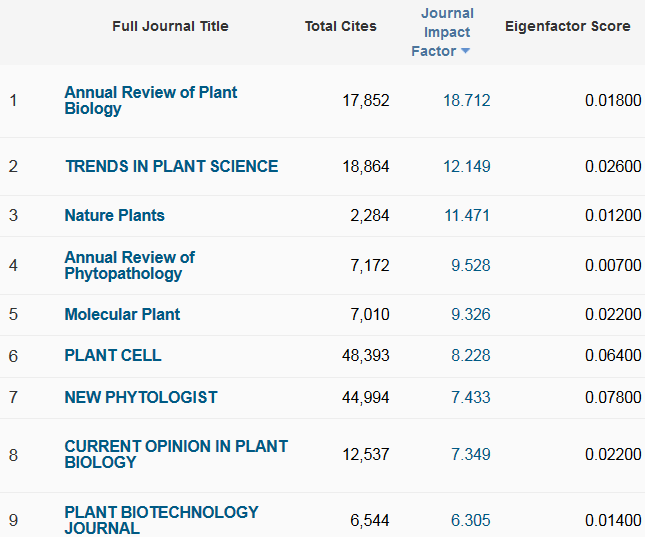 Full Journal Title Total Cites Journal Impact Factor Eigenfactor Score
1 Annual Review of Plant Biology 17,852 18.712 0.01800
2 TRENDS IN PLANT SCIENCE 18,864 12.149 0.02600
3 Nature Plants 2,284 11.471 0.01200
4 Annual Review of Phytopathology 7,172 9.528 0.00700
5 Molecular Plant 7,010 9.326 0.02200
6 PLANT CELL 48,393 8.228 0.06400
7 NEW PHYTOLOGIST 44,994 7.433 0.07800
8 CURRENT OPINION IN PLANT BIOLOGY 12,537 7.349 0.02200
9 PLANT BIOTECHNOLOGY JOURNAL 6,544 6.305 0.01400